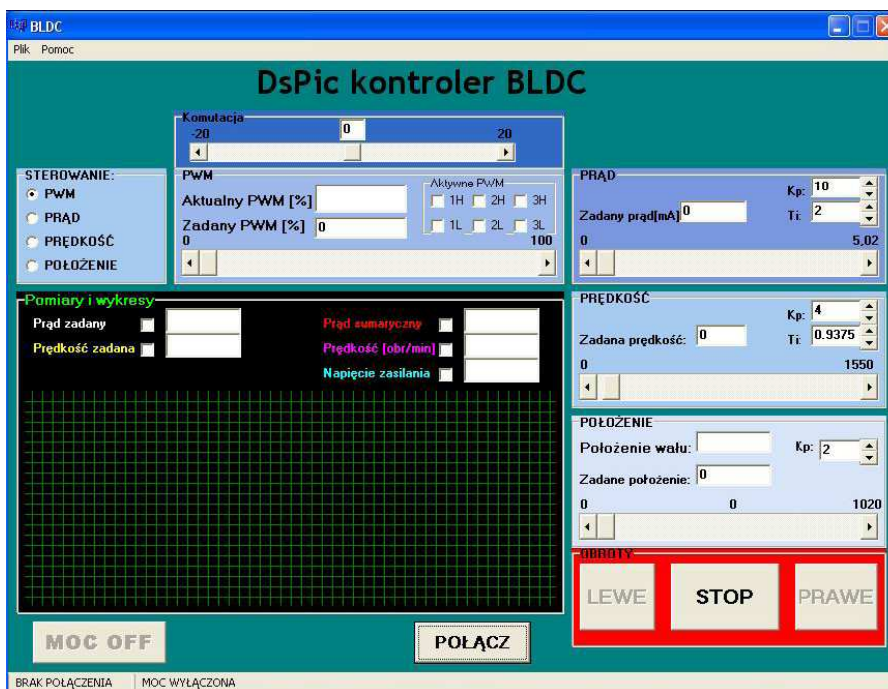 BLDC
Plik Pomoc
DsPic kontroler BLDC
Komutacja
-20 0 20
STEROWANIE:
PWM
PRĄD
PRĘDKOŚĆ
POŁOŻENIE
PWM
Aktualny PWM [%]
Zadany PWM [%] 0
0 100
Aktywne PWM
1H 2H 3H
1L 2L 3L
PRĄD
Kp: 10
Zadany prąd[mA] 0 Ti: 2
0 5,02
Pomiary i wykresy
Prąd zadany Prąd sumaryczny
Prędkość zadana Prędkość [obr/min]
Napięcie zasilania
PRĘDKOŚĆ
Kp: 4
Zadana prędkość: 0 Ti: 0.9375
0 1550
POŁOŻENIE
Położenie wału: Kp: 2
Zadane położenie: 0
0 0 1020
OBROTY
LEWE STOP PRAWE
MOC OFF POŁĄCZ
BRAK POŁĄCZENIA MOC WYŁĄCZONA